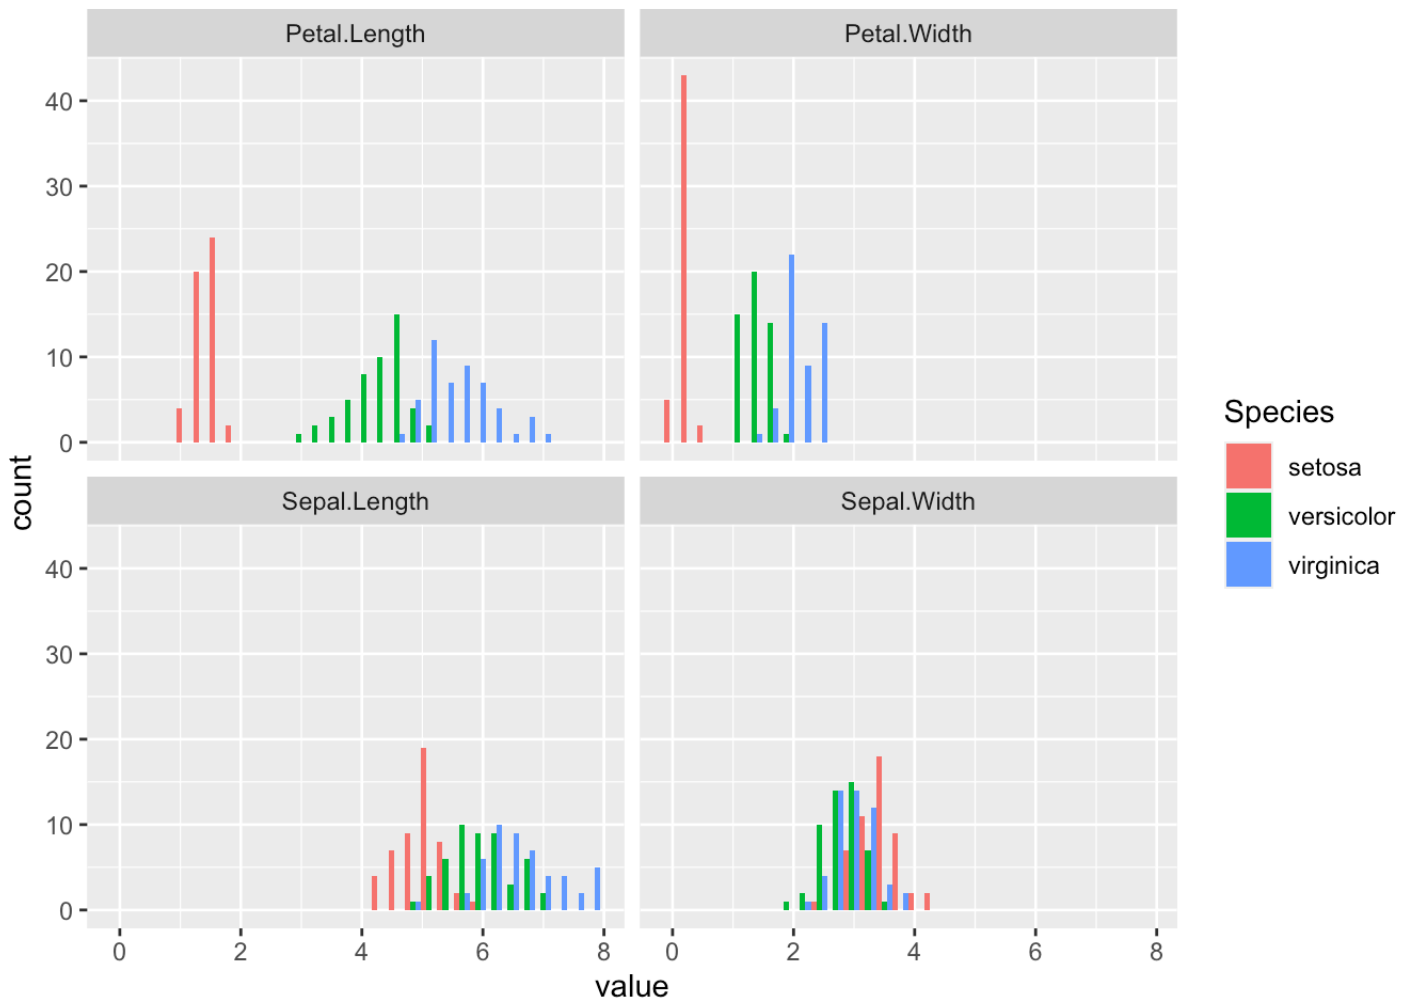 Petal.Length
Petal.Width
40
30
20
10
0
Sepal.Length
Sepal.Width
40
30
20
10
0
0 2 4 6 8
0 2 4 6 8
value
count
Species
setosa
versicolor
virginica